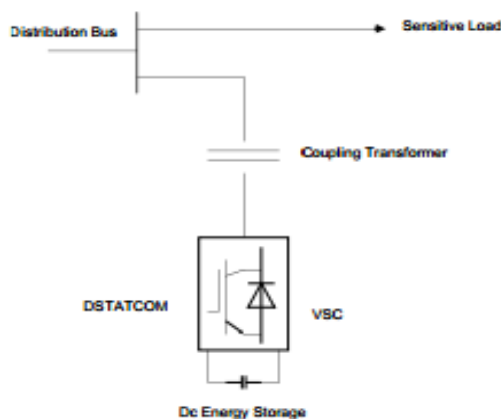 Distribution Bus
Sensitive Load
Coupling Transformer
DSTATCOM
VSC
Dc Energy Storage